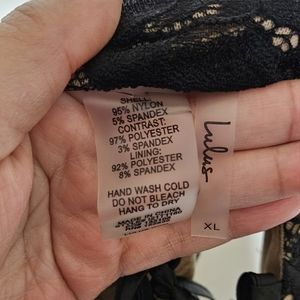 SHELL:
95% NYLON
5% SPANDEX
CONTRAST:
97% POLYESTER
3% SPANDEX
LINING:
92% POLYESTER
8% SPANDEX
HAND WASH COLD
DO NOT BLEACH
HANG TO DRY
MADE IN CHINA
Lulus
XL